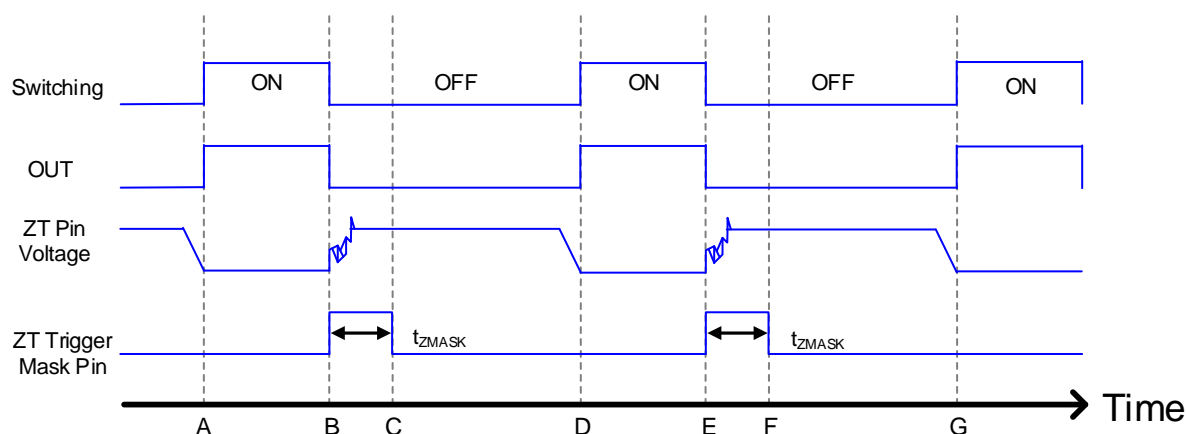 Switching
ON
OFF
ON
OFF
ON
OUT
ZT Pin
Voltage
ZT Trigger
Mask Pin
tZMASK
tZMASK
A
B
C
D
E
F
G
Time